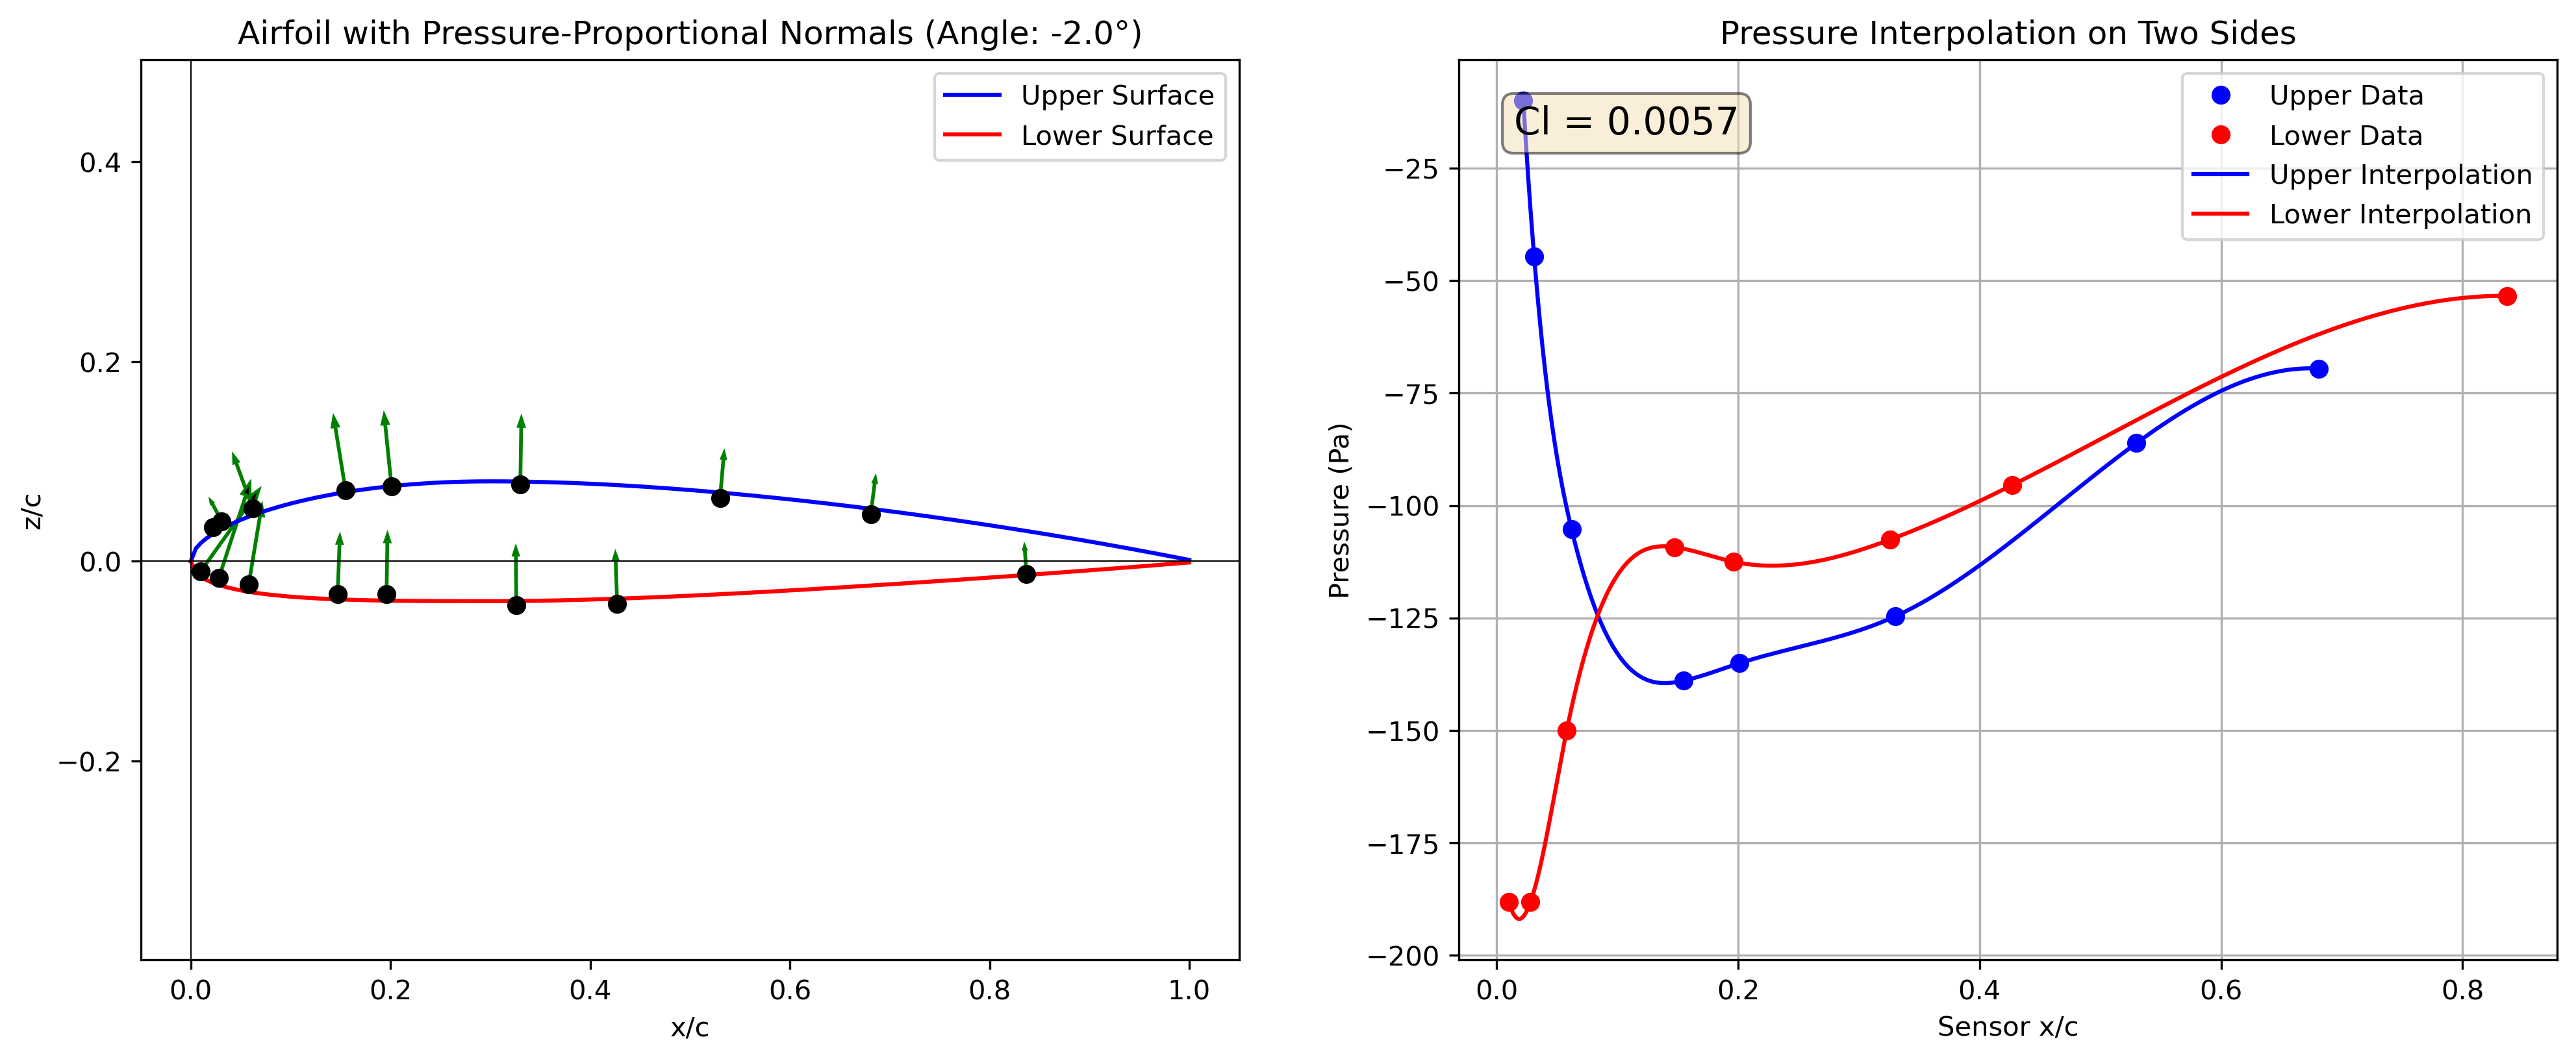 Airfoil with Pressure-Proportional Normals (Angle: -2.0°)
Upper Surface
Lower Surface
0.4
0.2
0.0
−0.2
z/c
0.0 0.2 0.4 0.6 0.8 1.0
x/c
Pressure Interpolation on Two Sides
Cl = 0.0057
Upper Data
Lower Data
Upper Interpolation
Lower Interpolation
−25
−50
−75
−100
−125
−150
−175
−200
Pressure (Pa)
0.0 0.2 0.4 0.6 0.8
Sensor x/c